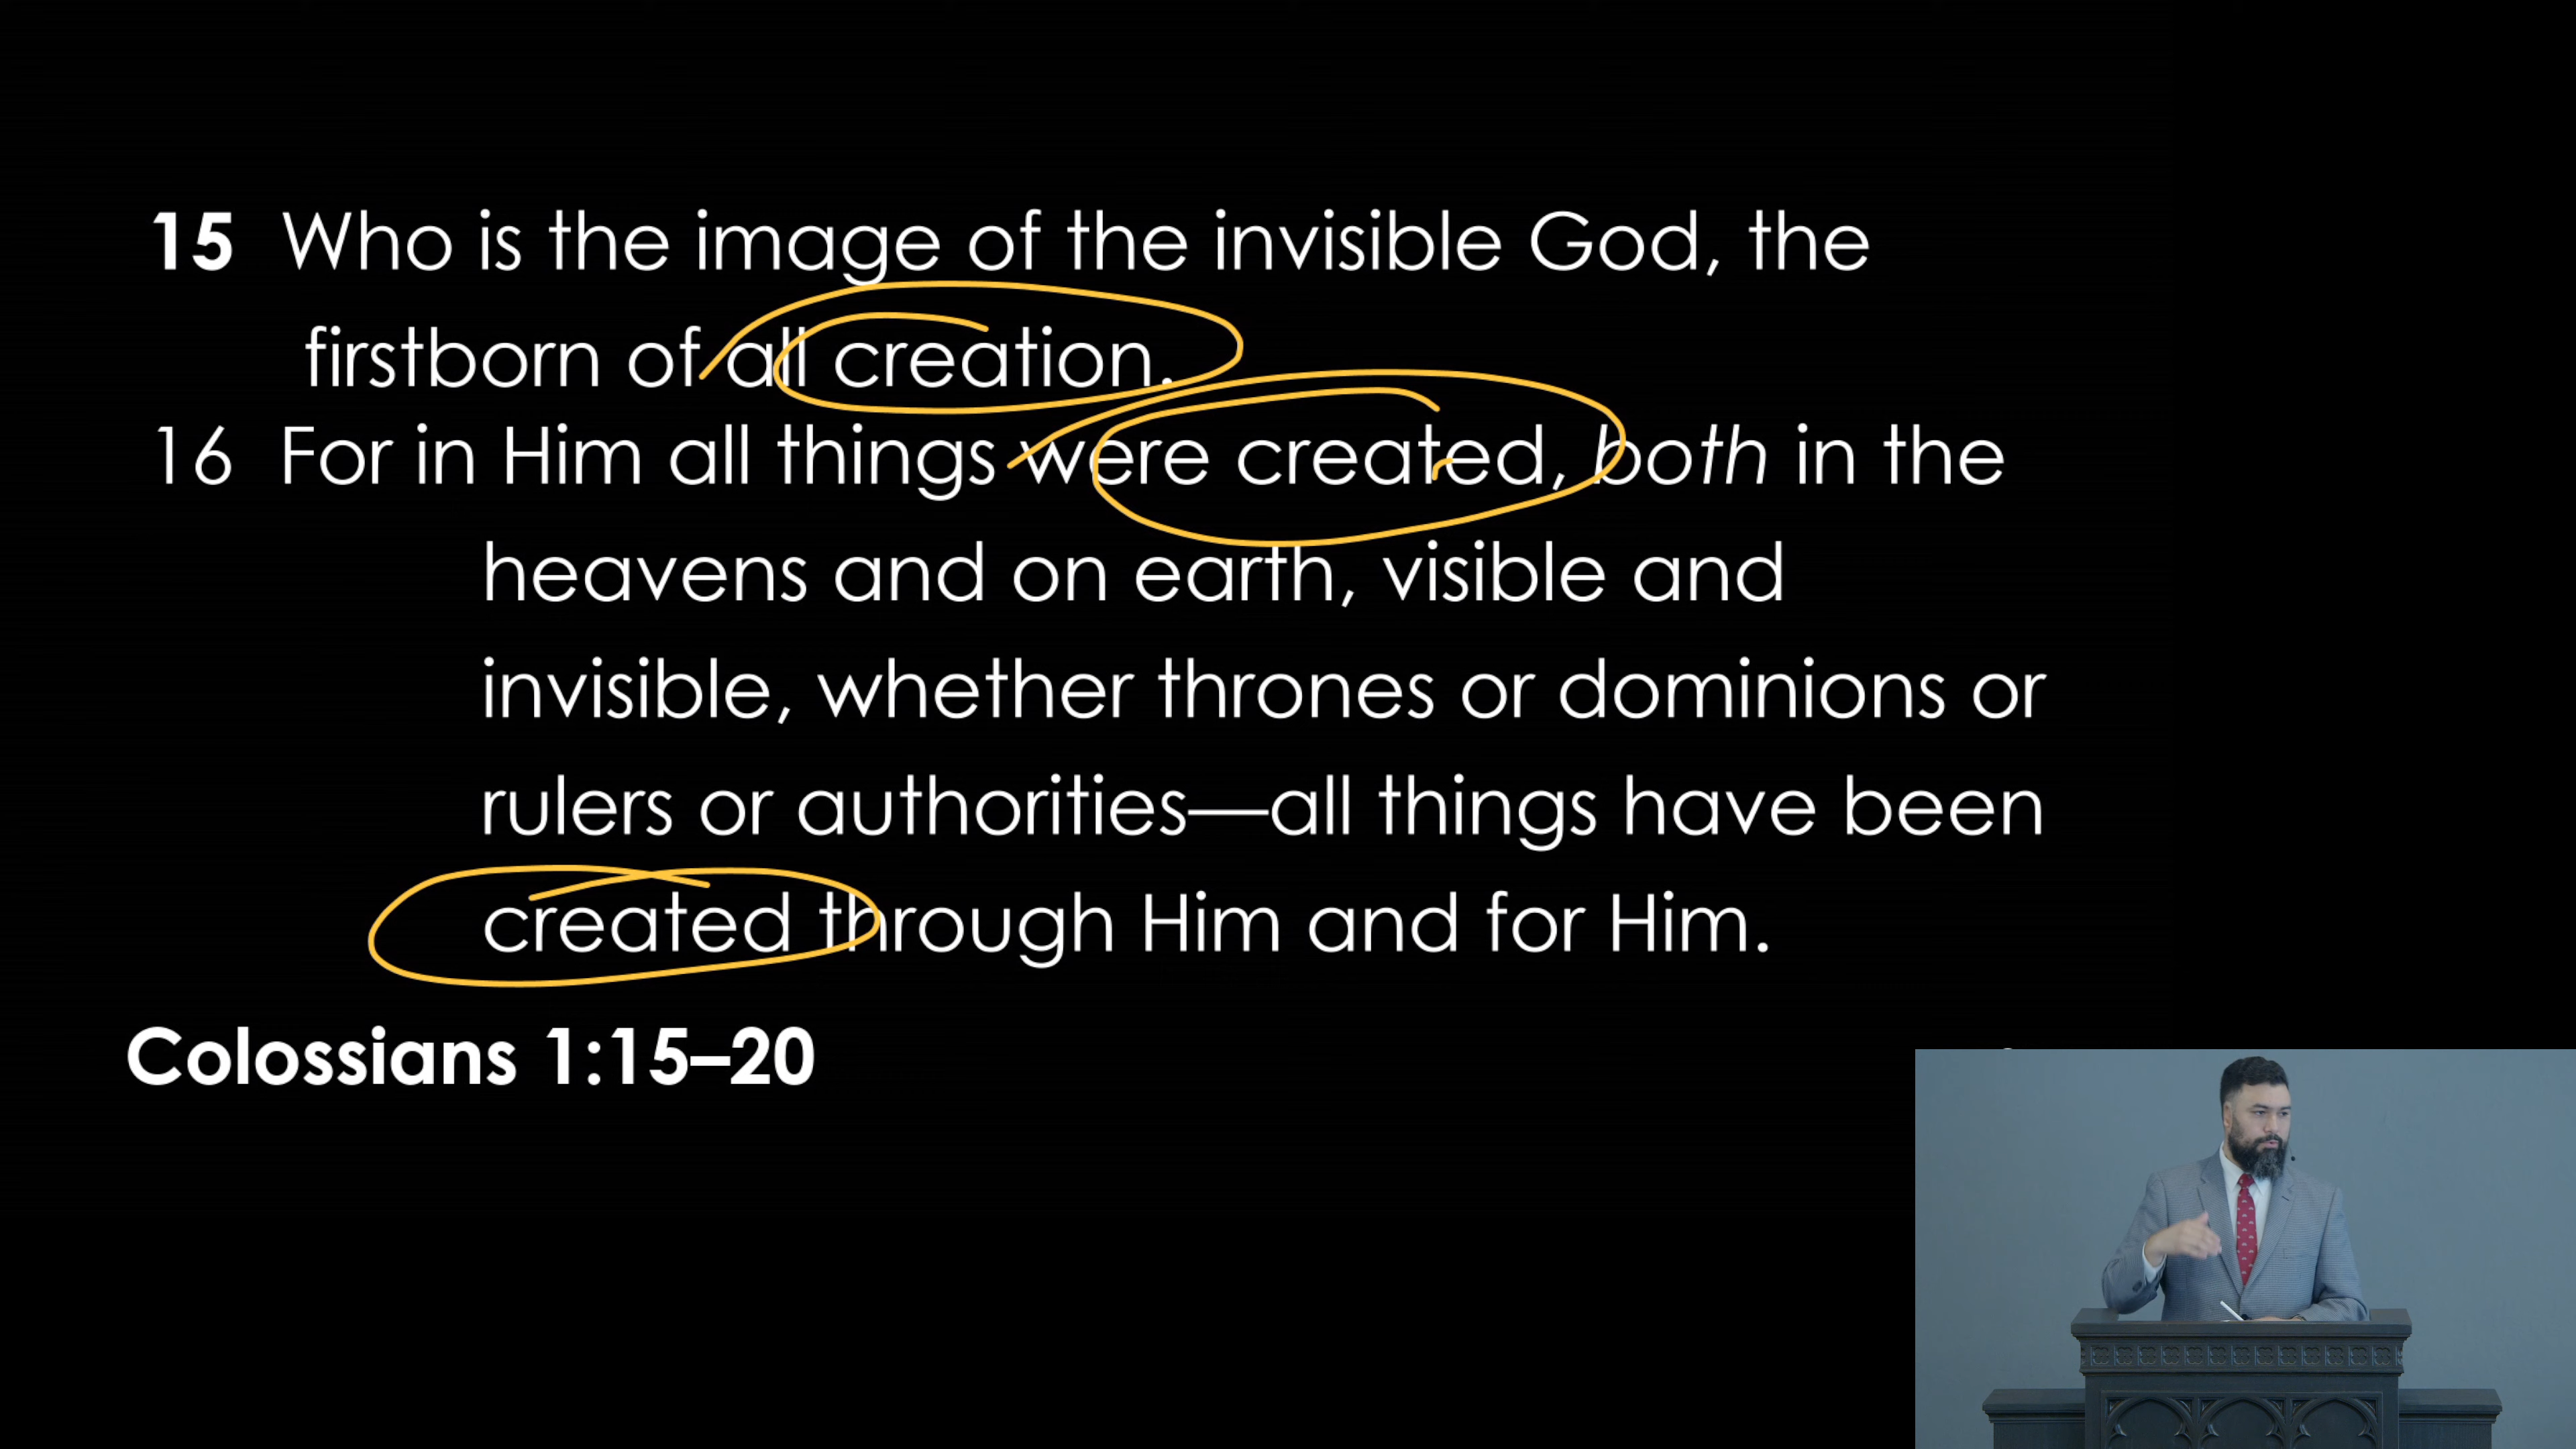 15 Who is the image of the invisible God, the
firstborn of all creation.
16 For in Him all things were created, both in the
heavens and on earth, visible and
invisible, whether thrones or dominions or
rulers or authorities—all things have been
created through Him and for Him.
Colossians 1:15–20